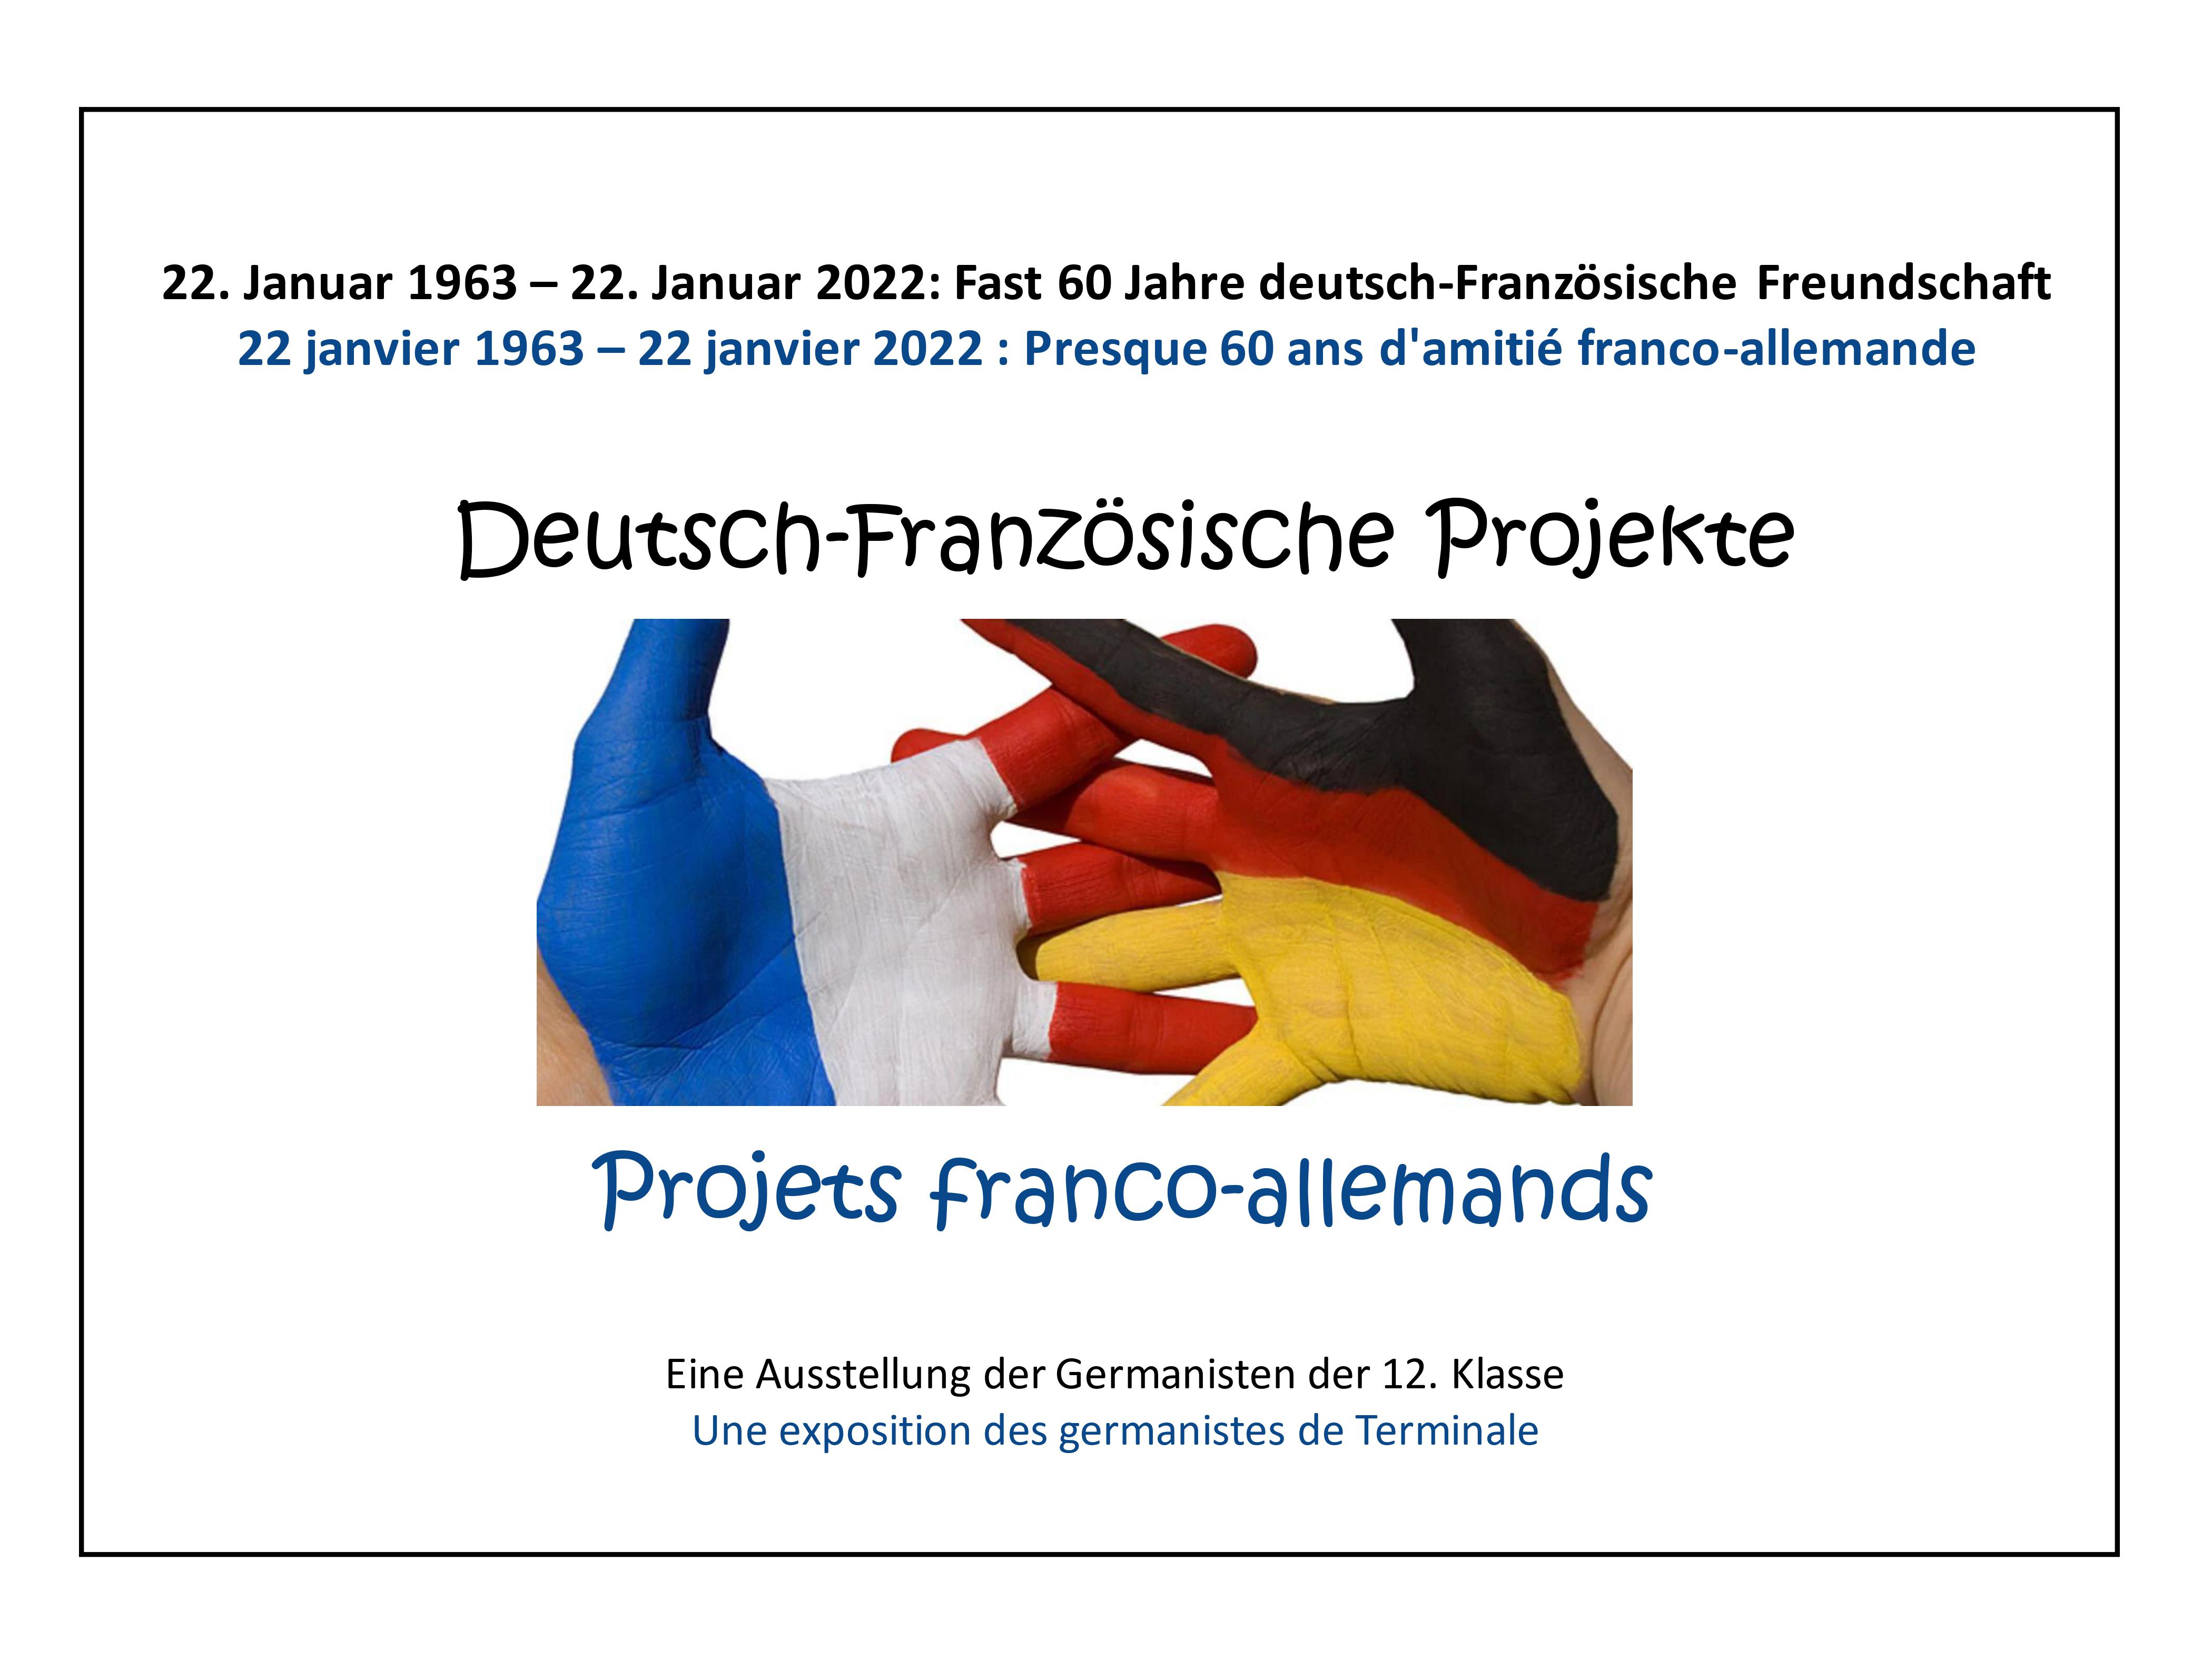 22. Januar 1963 – 22. Januar 2022: Fast 60 Jahre deutsch-Französische Freundschaft
22 janvier 1963 – 22 janvier 2022 : Presque 60 ans d'amitié franco-allemande
Deutsch-Französische Projekte
Projets franco-allemands
Eine Ausstellung der Germanisten der 12. Klasse
Une exposition des germanistes de Terminale